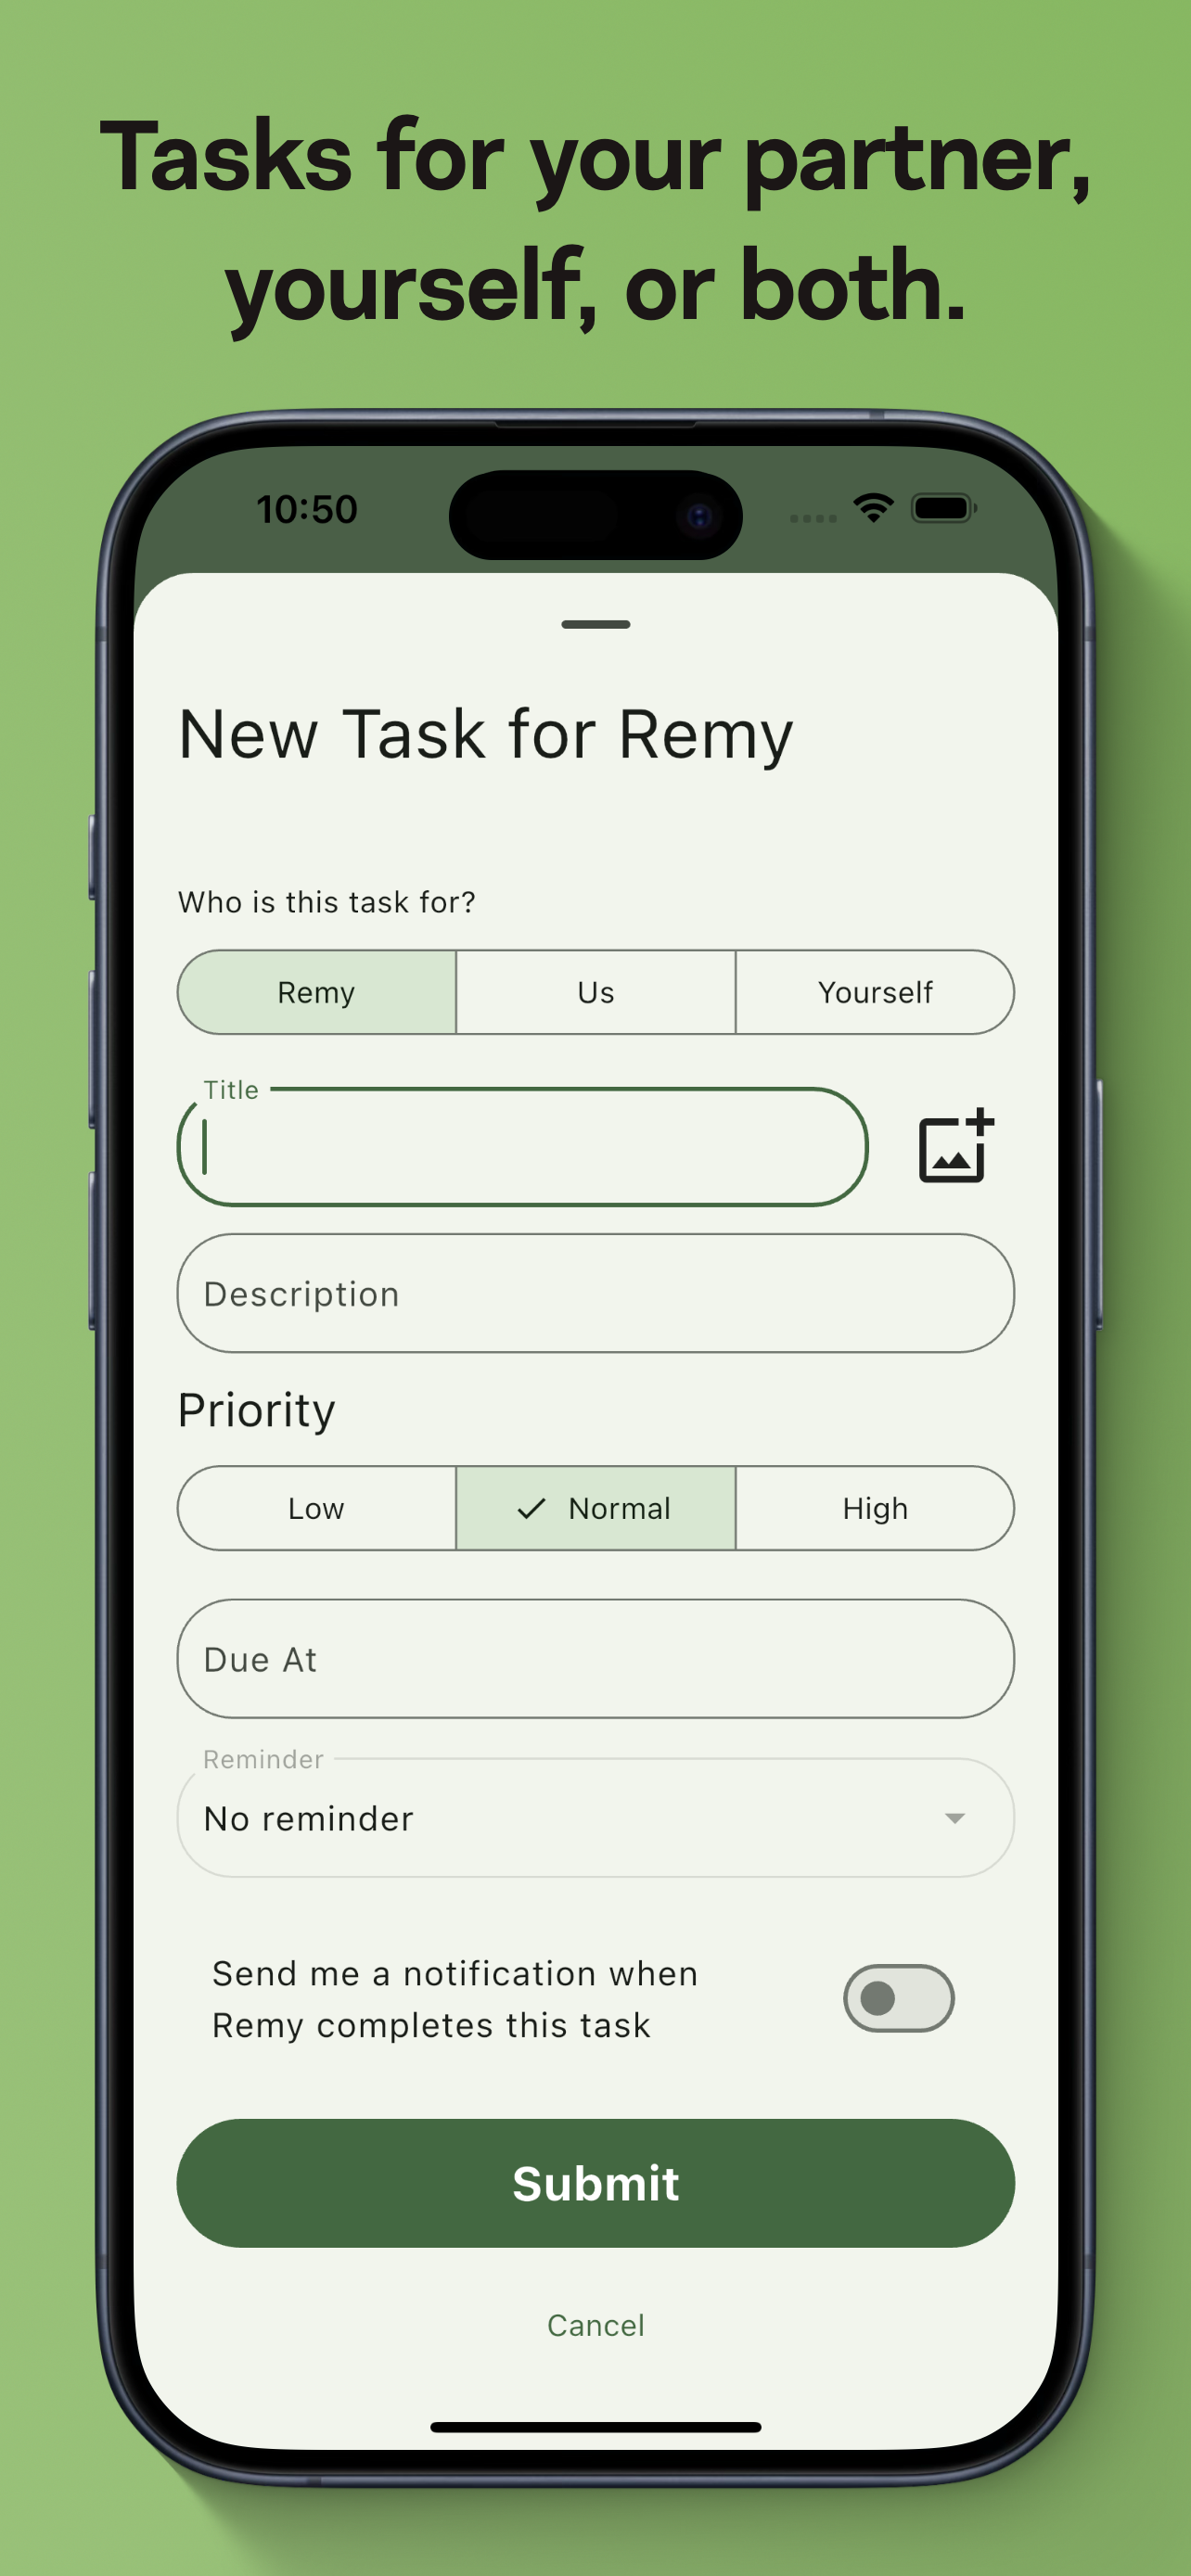 Tasks for your partner,
yourself, or both.
10:50
New Task for Remy
Who is this task for?
Remy Us Yourself
Title
Description
Priority
Low Normal High
Due At
Reminder
No reminder
Send me a notification when
Remy completes this task
Submit
Cancel